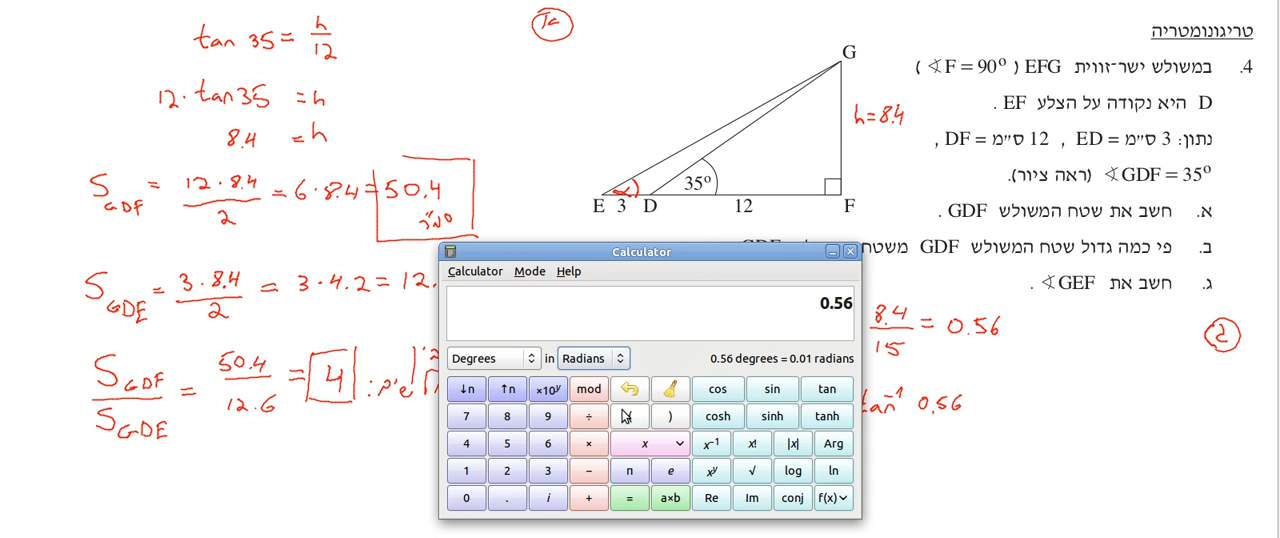 טריגונומטריה
4. במשולש ישר־זווית EFG ( ∢F = 90° )
D היא נקודה על הצלע EF .
נתון: 3 ס״מ = ED , 12 ס״מ = DF ,
∢GDF = 35° (ראה ציור).
א. חשב את שטח המשולש GDF .
ב. פי כמה גדול שטח המשולש GDF
ג. חשב את ∢GEF .
G
h = 8.4
35°
α
E 3 D 12 F
tan 35 = h/12
12 · tan 35 = h
8.4 = h
S GDF = 12 · 8.4 / 2 = 6 · 8.4 = 50.4
סמ"ר
S GDE = 3 · 8.4 / 2 = 3 · 4.2 = 12.
S GDF / S GDE = 50.4 / 12.6 = 4
8.4 / 15 = 0.56
tan⁻¹ 0.56
Calculator
Calculator Mode Help
0.56
Degrees in Radians 0.56 degrees = 0.01 radians
↓n ↑n ×10ʸ mod cos sin tan
7 8 9 ÷ ) cosh sinh tanh
4 5 6 × x x⁻¹ x! |x| Arg
1 2 3 − π e xʸ √ log ln
0 . i + = a×b Re Im conj f(x)